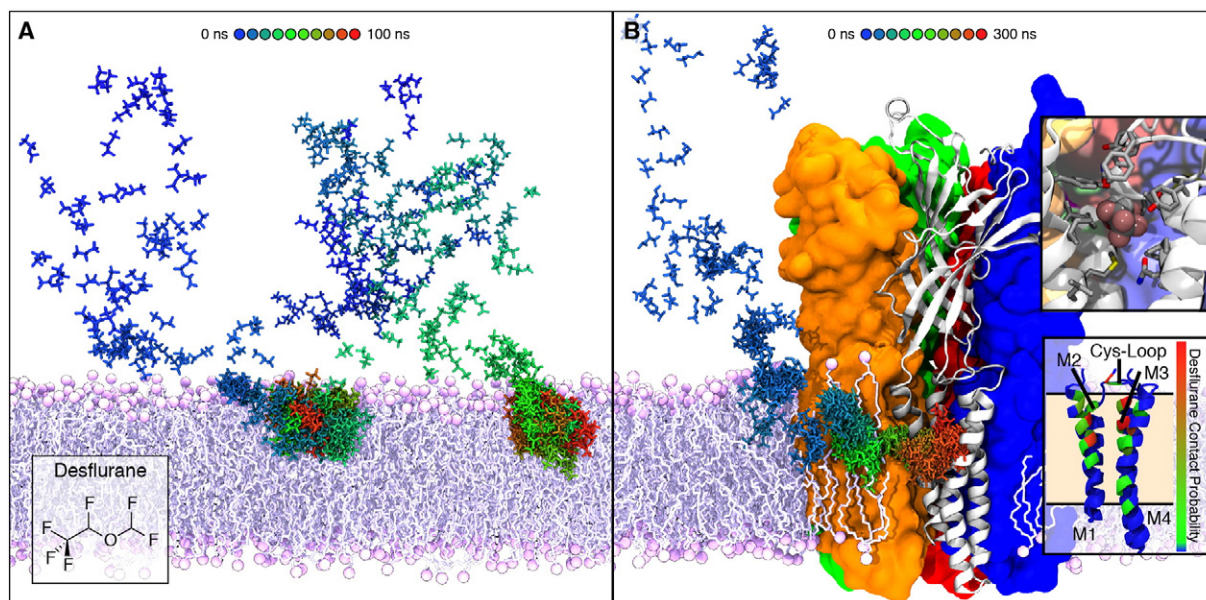 A
0 ns
100 ns
Desflurane
F
F
F
O
F
F
F
B
0 ns
300 ns
Cys-Loop
M2
M3
M4
M1
Desflurane Contact Probability